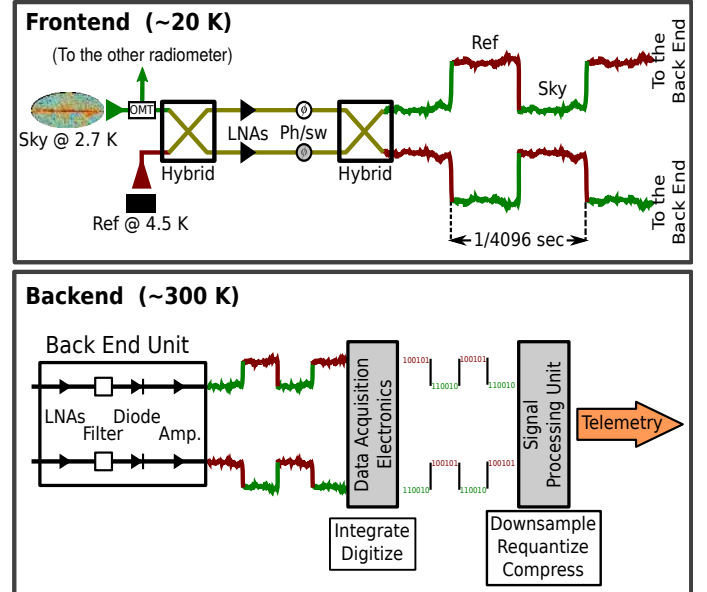 Frontend (~20 K)
(To the other radiometer)
OMT
Sky @ 2.7 K
Ref @ 4.5 K
Hybrid
LNAs
Ph/sw
ϕ
ϕ
Hybrid
Ref
Sky
To the
Back End
To the
Back End
1/4096 sec
Backend (~300 K)
Back End Unit
LNAs
Filter
Diode
Amp.
Data Acquisition
Electronics
100101
110010
100101
110010
110010
100101
110010
100101
Signal
Processing Unit
Telemetry
Integrate
Digitize
Downsample
Requantize
Compress